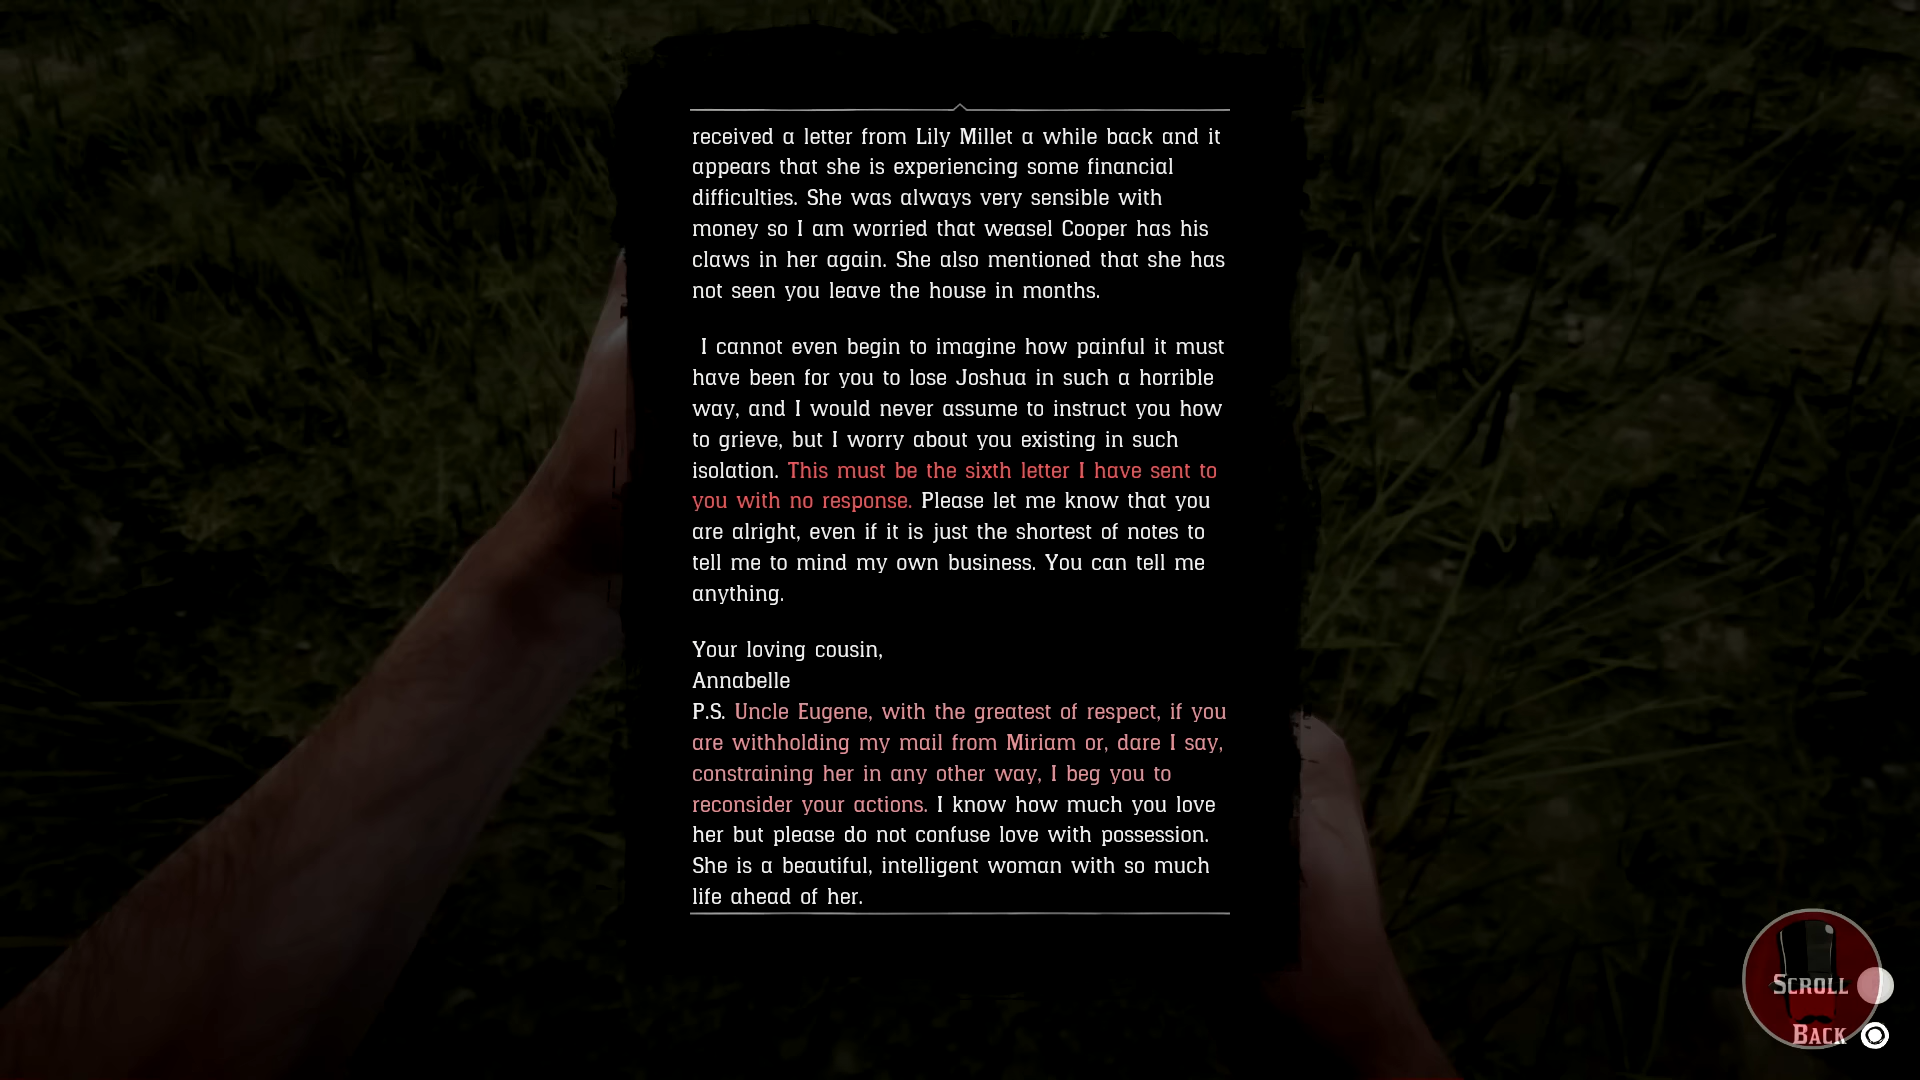 received a letter from Lily Millet a while back and it
appears that she is experiencing some financial
difficulties. She was always very sensible with
money so I am worried that weasel Cooper has his
claws in her again. She also mentioned that she has
not seen you leave the house in months.
I cannot even begin to imagine how painful it must
have been for you to lose Joshua in such a horrible
way, and I would never assume to instruct you how
to grieve, but I worry about you existing in such
isolation. This must be the sixth letter I have sent to
you with no response. Please let me know that you
are alright, even if it is just the shortest of notes to
tell me to mind my own business. You can tell me
anything.
Your loving cousin,
Annabelle
P.S. Uncle Eugene, with the greatest of respect, if you
are withholding my mail from Miriam or, dare I say,
constraining her in any other way, I beg you to
reconsider your actions. I know how much you love
her but please do not confuse love with possession.
She is a beautiful, intelligent woman with so much
life ahead of her.
SCROLL
BACK